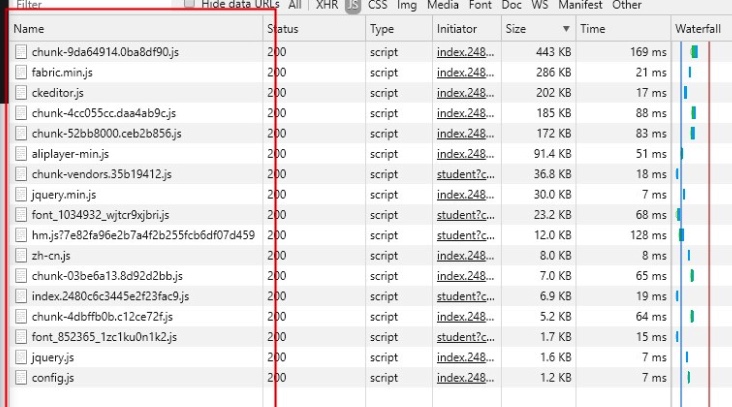 Filter Hide data URLs All XHR JS CSS Img Media Font Doc WS Manifest Other
Name Status Type Initiator Size ▼ Time Waterfall
chunk-9da64914.0ba8df90.js 200 script index.248... 443 KB 169 ms
fabric.min.js 200 script index.248... 286 KB 21 ms
ckeditor.js 200 script index.248... 202 KB 17 ms
chunk-4cc055cc.daa4ab9c.js 200 script index.248... 185 KB 88 ms
chunk-52bb8000.ceb2b856.js 200 script index.248... 172 KB 83 ms
aliplayer-min.js 200 script index.248... 91.4 KB 51 ms
chunk-vendors.35b19412.js 200 script student?c... 36.8 KB 18 ms
jquery.min.js 200 script index.248... 30.0 KB 7 ms
font_1034932_wjtcr9xjbri.js 200 script student?c... 23.2 KB 68 ms
hm.js?7e82fa96e2b7a4f2b255fcb6df07d459 200 script student?c... 12.0 KB 128 ms
zh-cn.js 200 script index.248... 8.0 KB 8 ms
chunk-03be6a13.8d92d2bb.js 200 script index.248... 7.0 KB 65 ms
index.2480c6c3445e2f23fac9.js 200 script student?c... 6.9 KB 19 ms
chunk-4dbffb0b.c12ce72f.js 200 script index.248... 5.2 KB 64 ms
font_852365_1zc1ku0n1k2.js 200 script student?c... 1.7 KB 15 ms
jquery.js 200 script index.248... 1.6 KB 7 ms
config.js 200 script index.248... 1.2 KB 7 ms